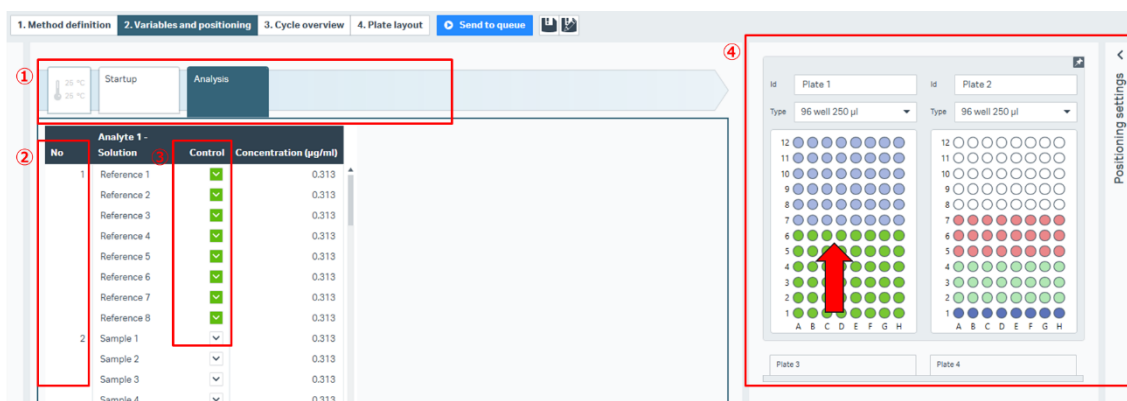 1. Method definition 2. Variables and positioning 3. Cycle overview 4. Plate layout Send to queue
④
①
25 °C
25 °C
Startup
Analysis
Positioning settings
Id Plate 1 Id Plate 2
Type 96 well 250 µl Type 96 well 250 µl
②
③
No Analyte 1 - Solution Control Concentration (µg/ml)
1 Reference 1 0.313
Reference 2 0.313
Reference 3 0.313
Reference 4 0.313
Reference 5 0.313
Reference 6 0.313
Reference 7 0.313
Reference 8 0.313
2 Sample 1 0.313
Sample 2 0.313
Sample 3 0.313
Sample 4 0.313
12 12
11 11
10 10
9 9
8 8
7 7
6 6
5 5
4 4
3 3
2 2
1 1
A B C D E F G H A B C D E F G H
Plate 3 Plate 4